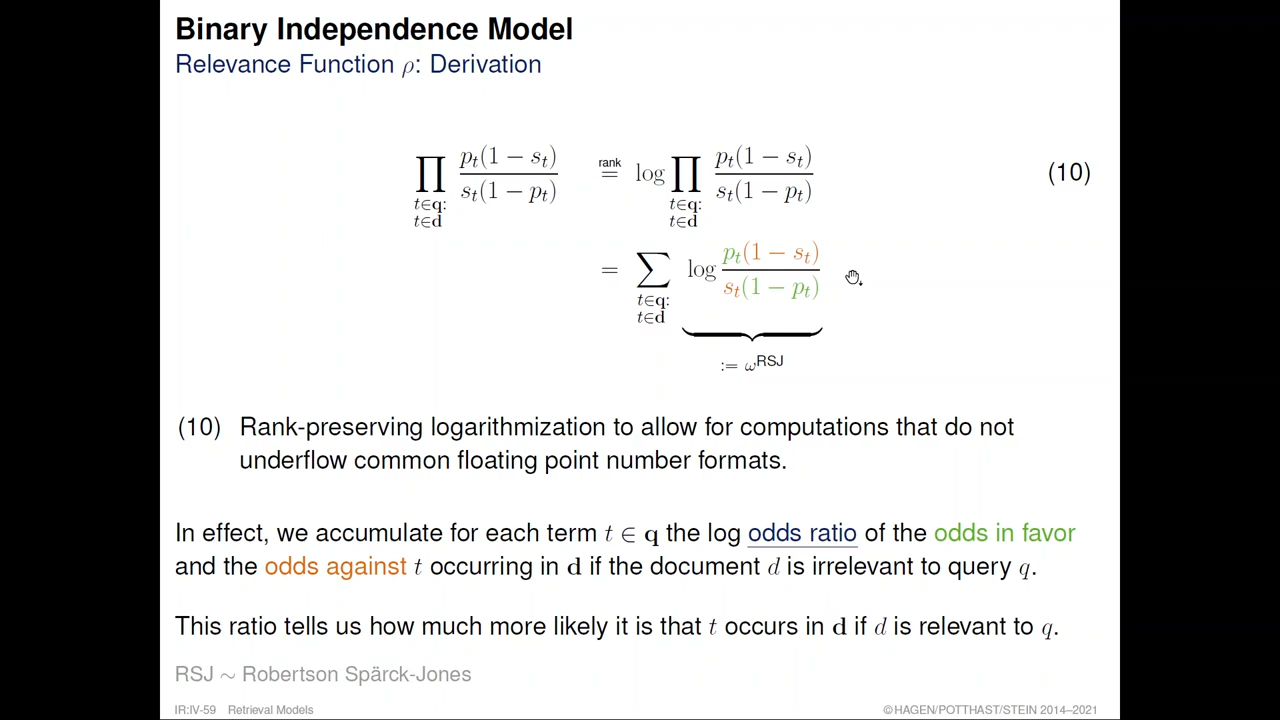 Binary Independence Model
Relevance Function ρ: Derivation
∏_{t∈q: t∈d} p_t(1 − s_t) / s_t(1 − p_t) =^{rank} log ∏_{t∈q: t∈d} p_t(1 − s_t) / s_t(1 − p_t) (10)
= ∑_{t∈q: t∈d} log p_t(1 − s_t) / s_t(1 − p_t)
:= ω^{RSJ}
(10) Rank-preserving logarithmization to allow for computations that do not
underflow common floating point number formats.
In effect, we accumulate for each term t ∈ q the log odds ratio of the odds in favor
and the odds against t occurring in d if the document d is irrelevant to query q.
This ratio tells us how much more likely it is that t occurs in d if d is relevant to q.
RSJ ∼ Robertson Spärck-Jones
IR:IV-59 Retrieval Models
©HAGEN/POTTHAST/STEIN 2014–2021